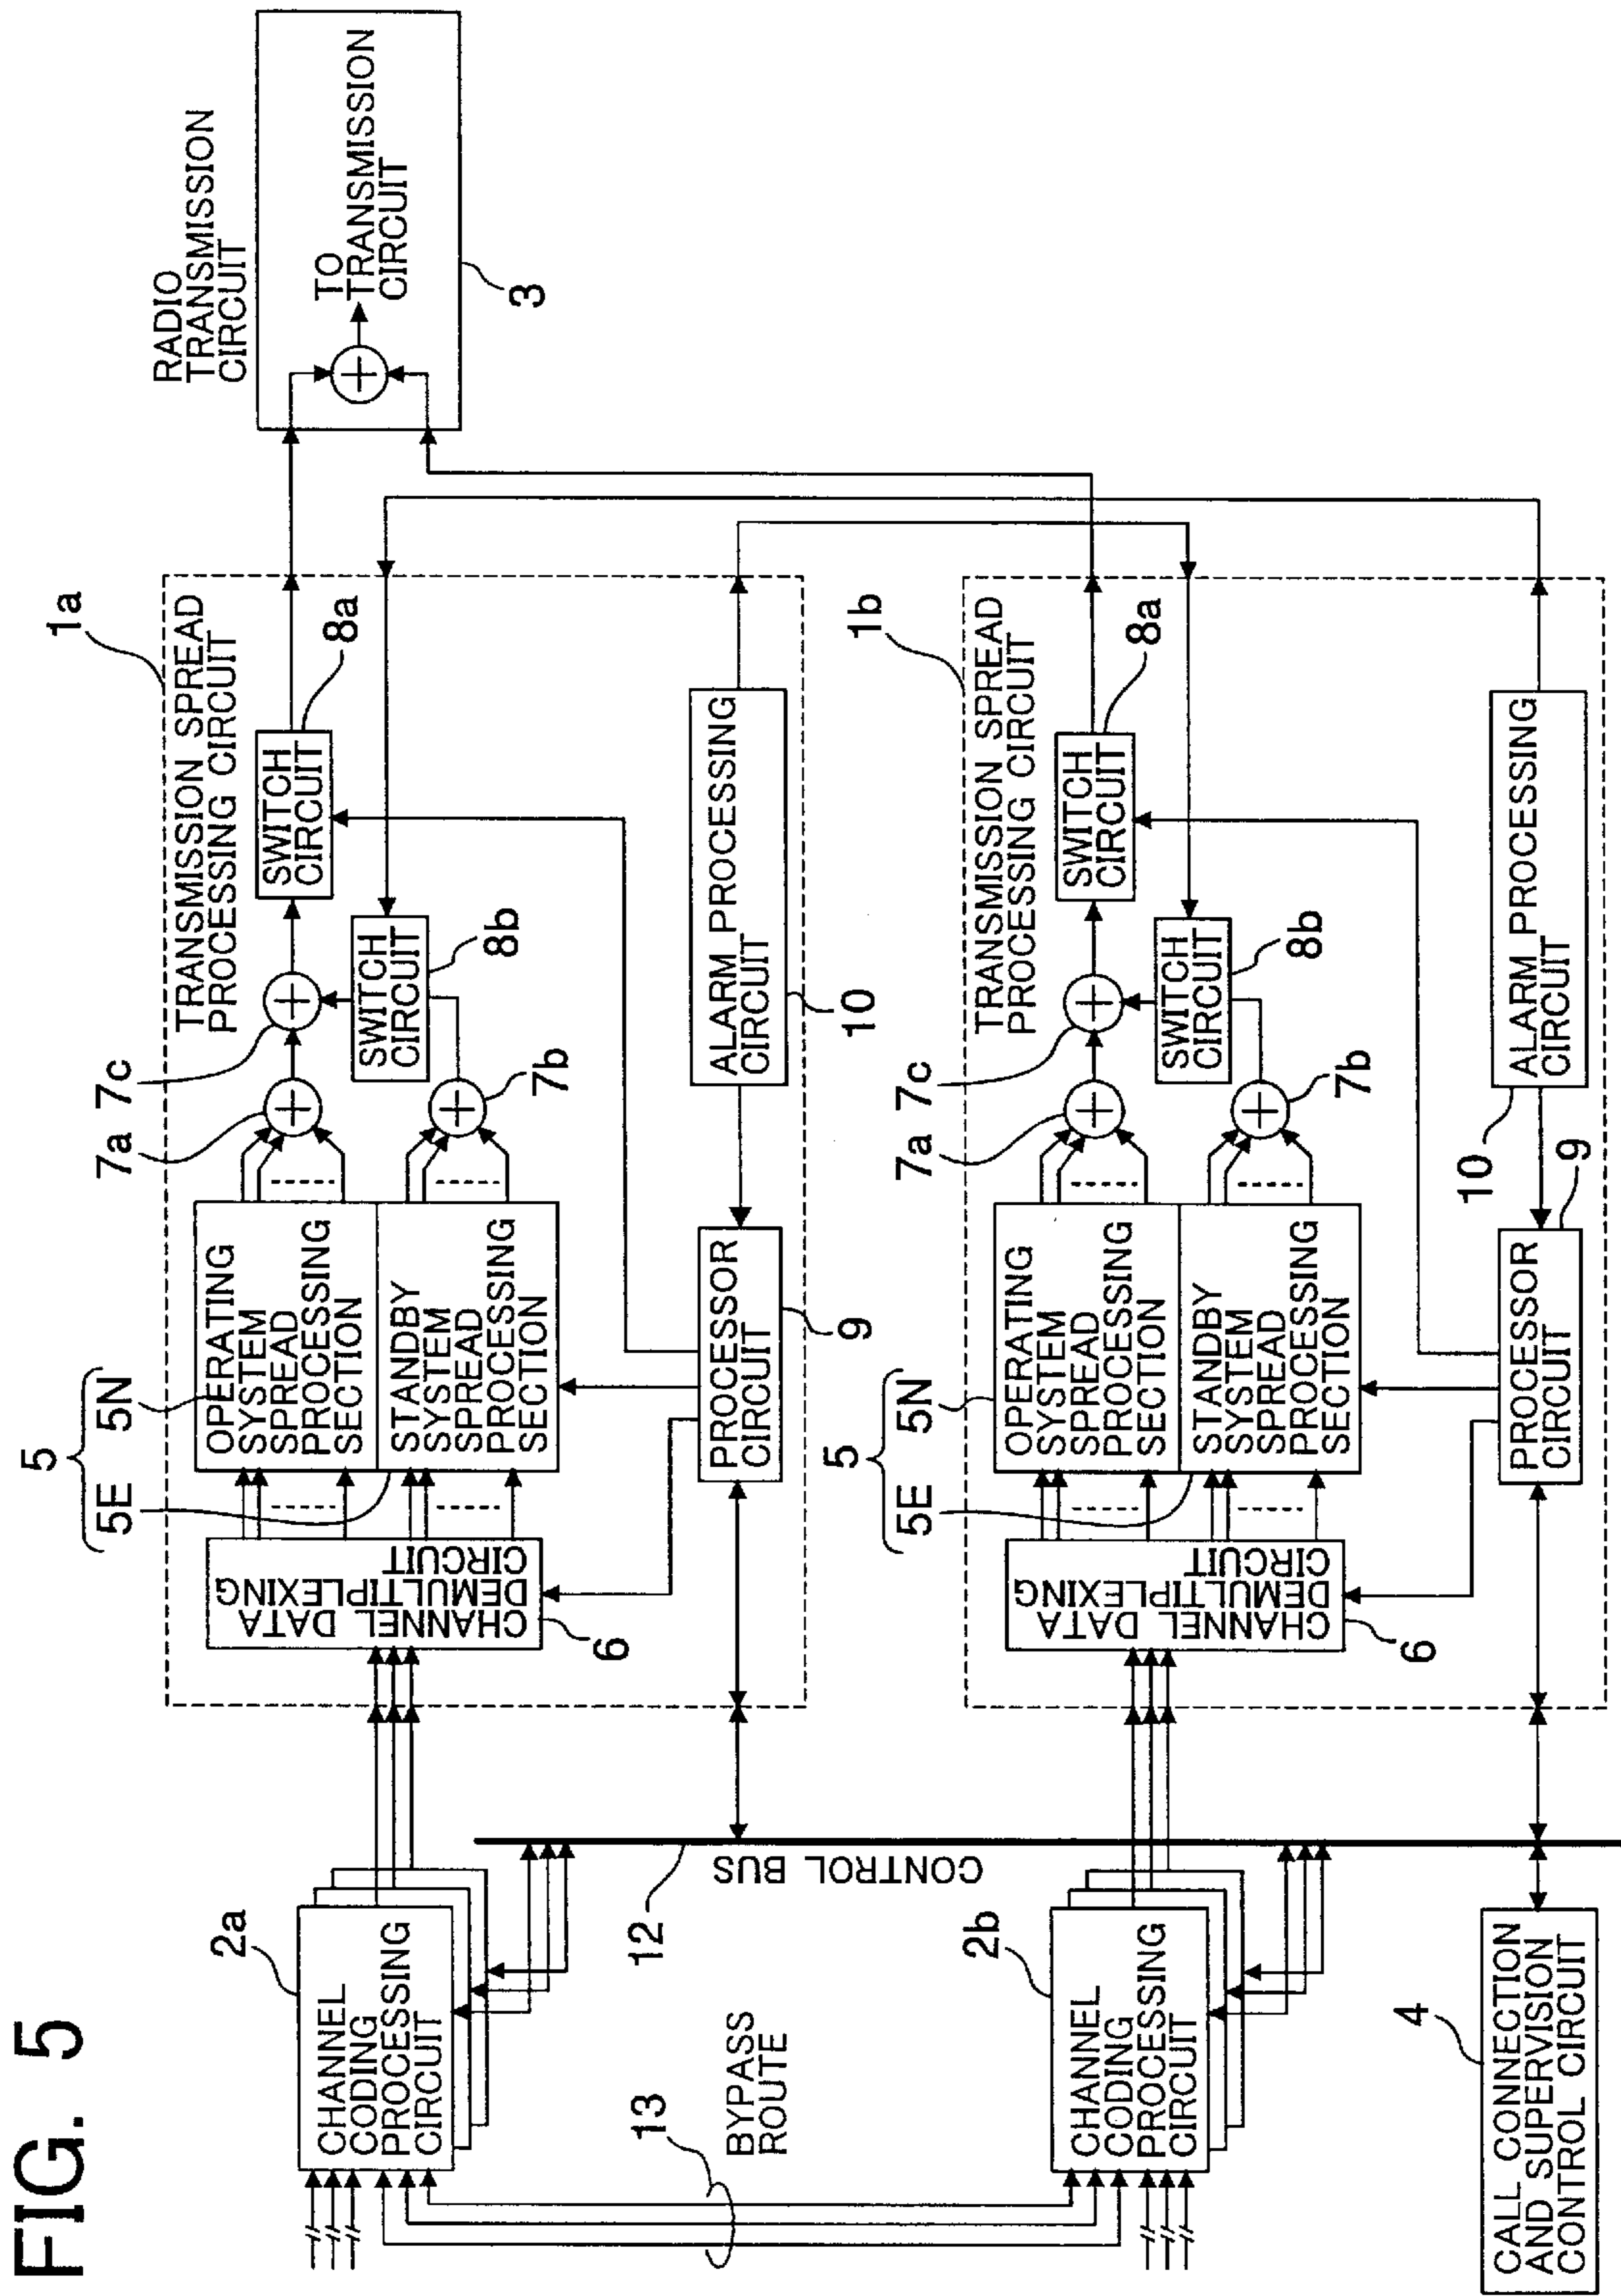 FIG. 5
RADIO
TRANSMISSION
CIRCUIT
TO
TRANSMISSION
CIRCUIT
3
1a
TRANSMISSION SPREAD
PROCESSING CIRCUIT
2a
CHANNEL
CODING
PROCESSING
CIRCUIT
CHANNEL DATA
DEMULTIPLEXING
CIRCUIT
6
5
5E
5N
OPERATING
SYSTEM
SPREAD
PROCESSING
SECTION
STANDBY
SYSTEM
SPREAD
PROCESSING
SECTION
7a
7c
7b
SWITCH
CIRCUIT
8a
SWITCH
CIRCUIT
8b
PROCESSOR
CIRCUIT
9
ALARM PROCESSING
CIRCUIT
10
13
BYPASS
ROUTE
12
CONTROL BUS
1b
TRANSMISSION SPREAD
PROCESSING CIRCUIT
2b
CHANNEL
CODING
PROCESSING
CIRCUIT
CHANNEL DATA
DEMULTIPLEXING
CIRCUIT
6
5
5E
5N
OPERATING
SYSTEM
SPREAD
PROCESSING
SECTION
STANDBY
SYSTEM
SPREAD
PROCESSING
SECTION
7a
7c
7b
SWITCH
CIRCUIT
8a
SWITCH
CIRCUIT
8b
PROCESSOR
CIRCUIT
9
ALARM PROCESSING
CIRCUIT
10
4
CALL CONNECTION
AND SUPERVISION
CONTROL CIRCUIT